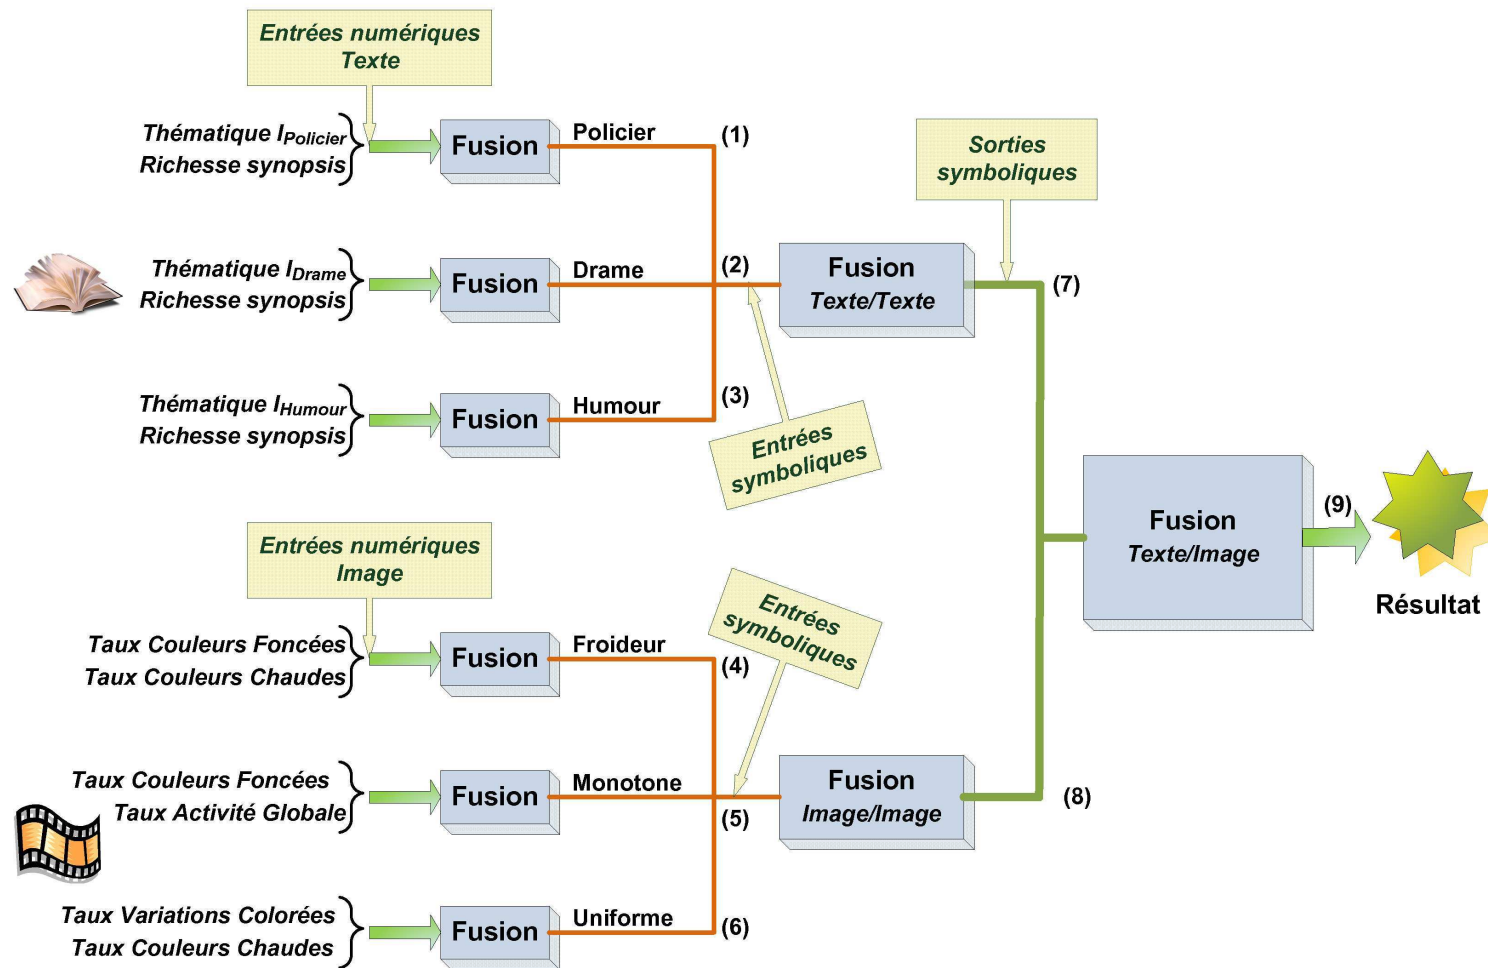 Entrées numériques
Texte
Thématique I_Policier
Richesse synopsis
Fusion
Policier
(1)
Sorties
symboliques
Thématique I_Drame
Richesse synopsis
Fusion
Drame
(2)
Fusion
Texte/Texte
(7)
Thématique I_Humour
Richesse synopsis
Fusion
Humour
(3)
Entrées
symboliques
Fusion
Texte/Image
(9)
Résultat
Entrées numériques
Image
Entrées
symboliques
Taux Couleurs Foncées
Taux Couleurs Chaudes
Fusion
Froideur
(4)
Taux Couleurs Foncées
Taux Activité Globale
Fusion
Monotone
(5)
Fusion
Image/Image
(8)
Taux Variations Colorées
Taux Couleurs Chaudes
Fusion
Uniforme
(6)